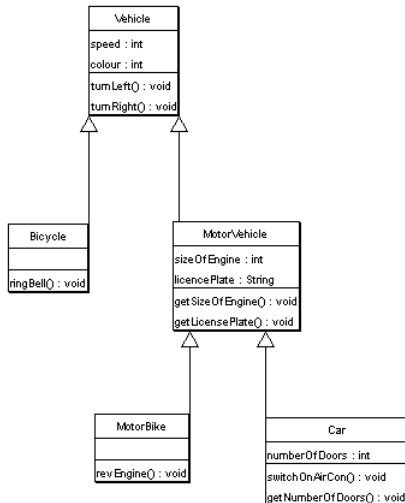 Vehicle
speed : int
colour : int
turnLeft() : void
turnRight() : void
Bicycle
ringBell() : void
MotorVehicle
sizeOfEngine : int
licencePlate : String
getSizeOfEngine() : void
getLicensePlate() : void
MotorBike
revEngine() : void
Car
numberOfDoors : int
switchOnAirCon() : void
getNumberOfDoors() : void